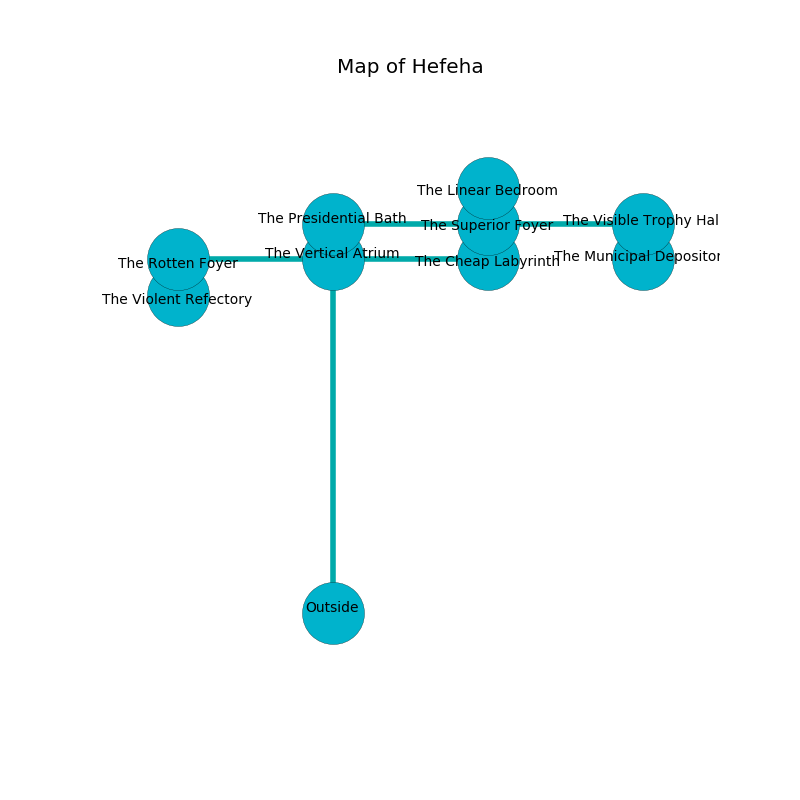 Map of Hefeha
The Linear Bedroom
The Presidential Bath
The Superior Foyer
The Visible Trophy Hal
The Vertical Atrium
The Municipal Depositor
The Rotten Foyer
The Cheap Labyrinth
The Violent Refectory
Outside